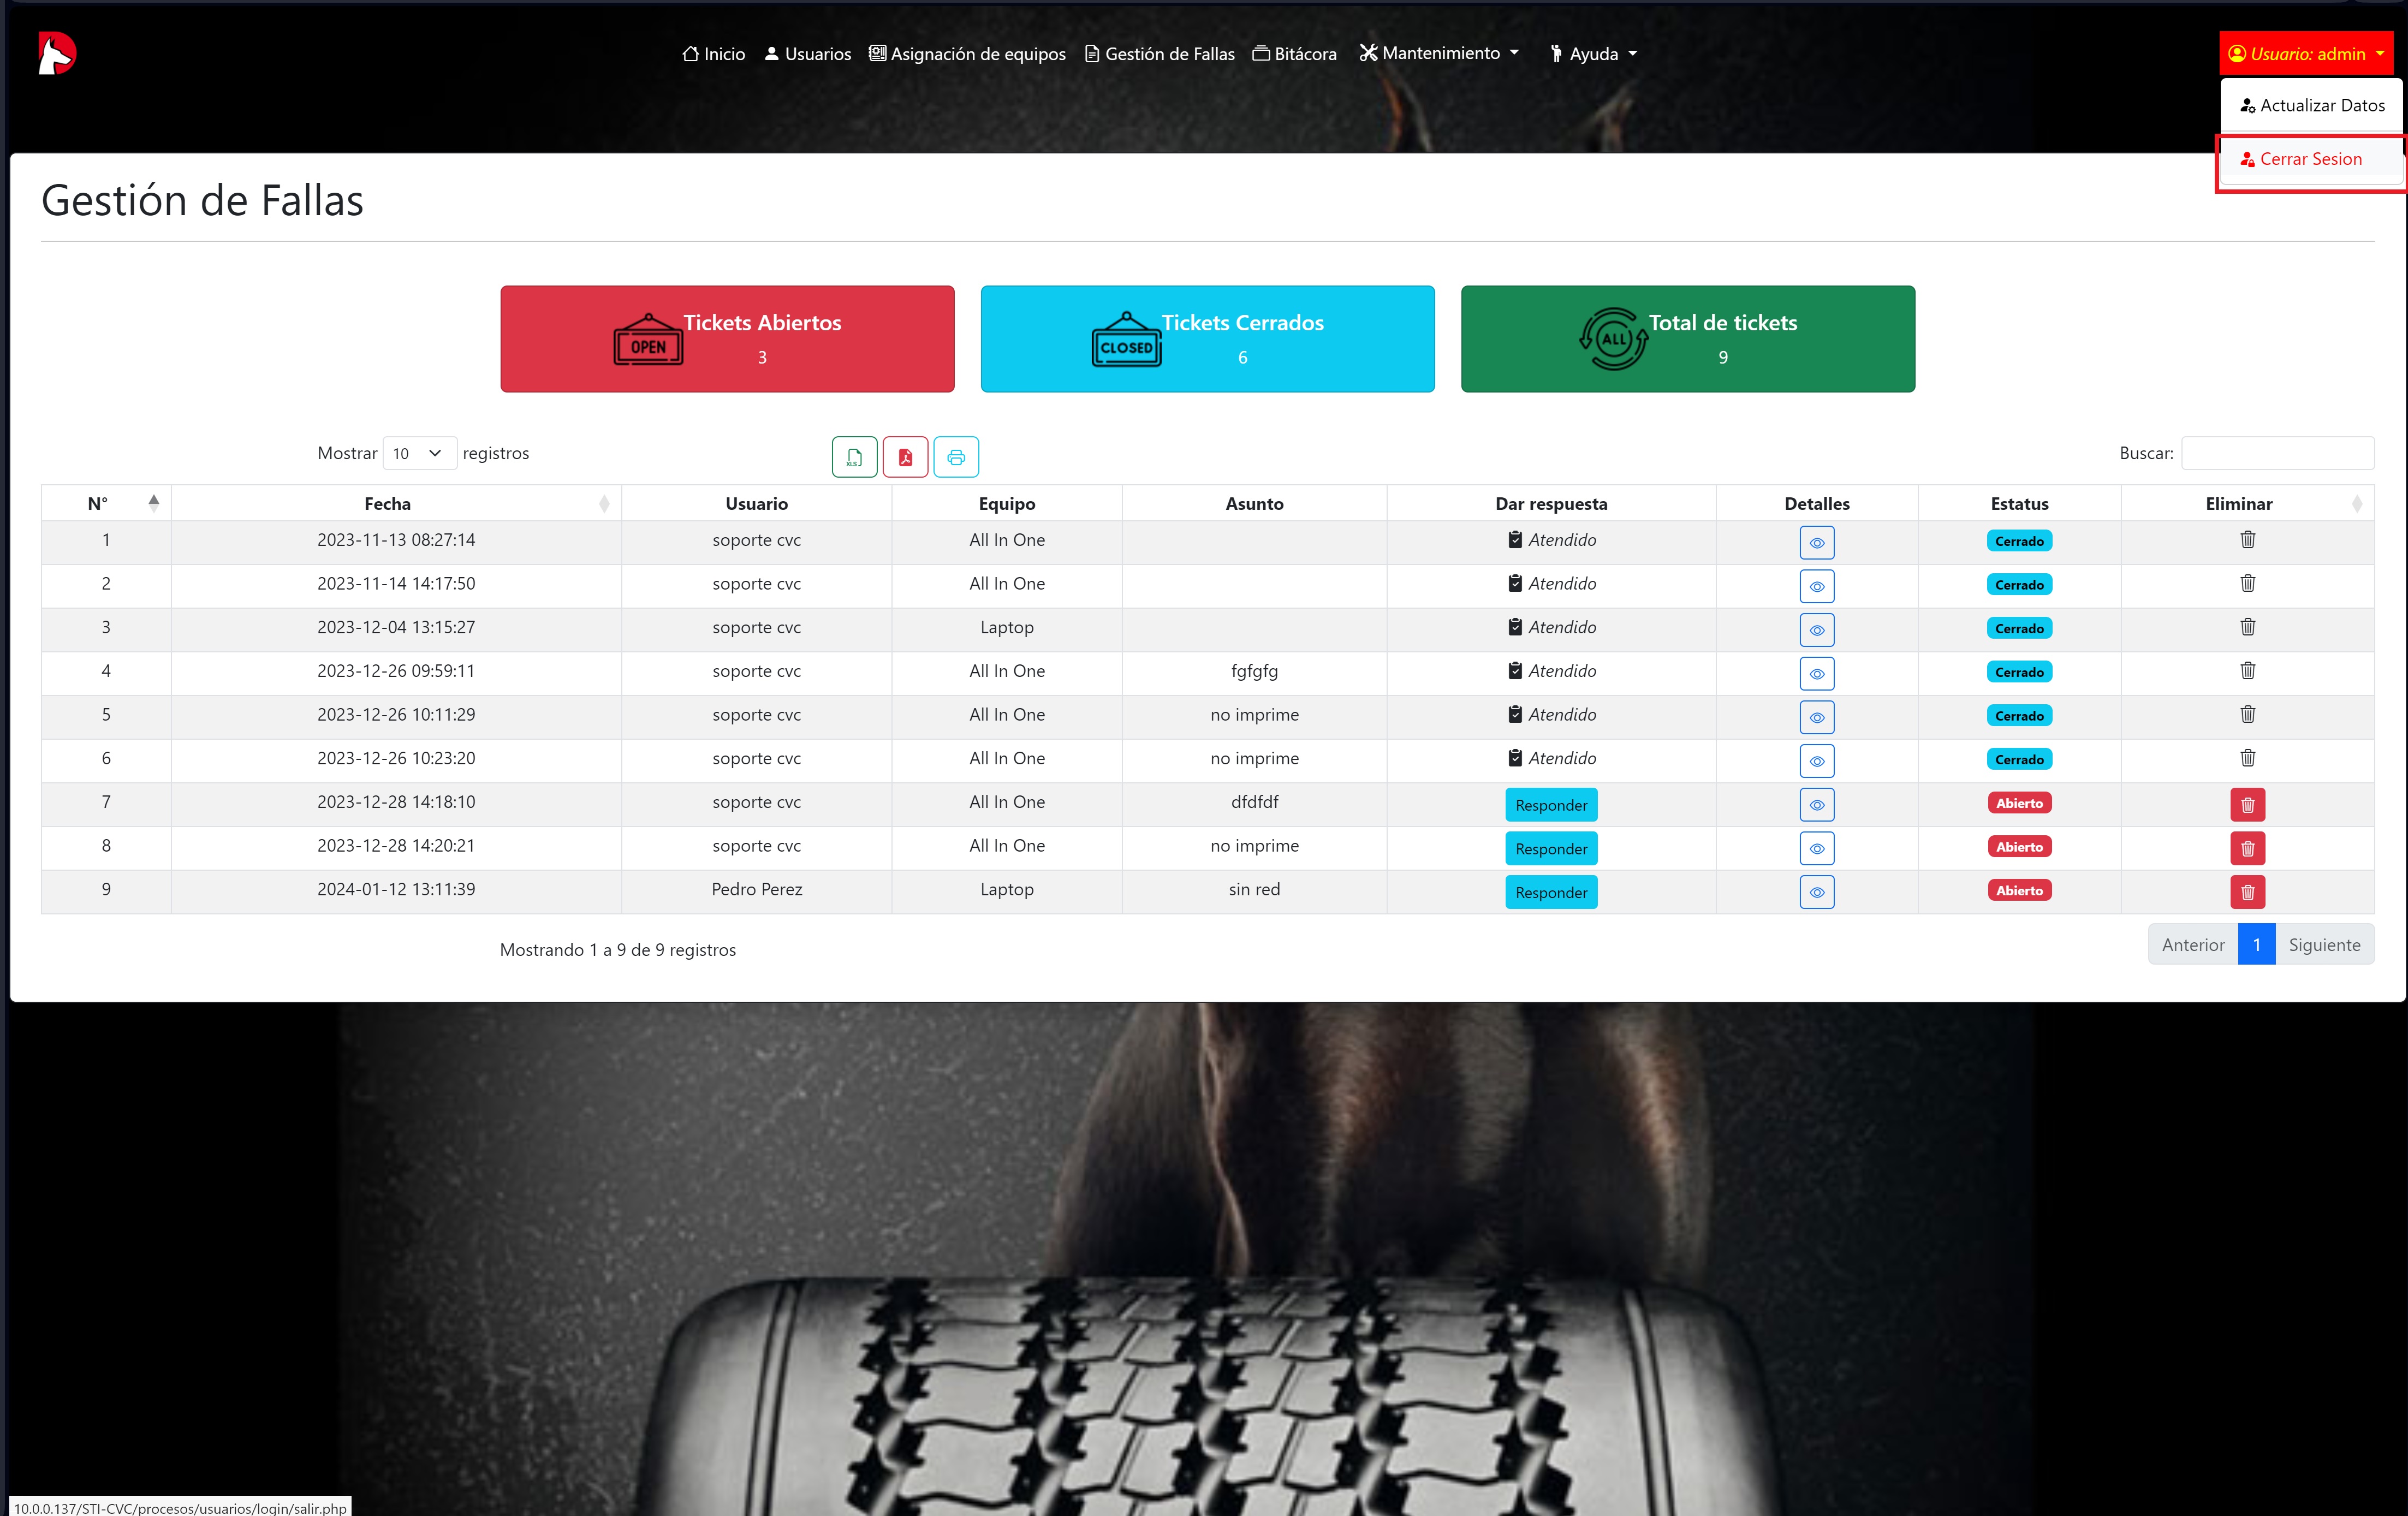 Inicio Usuarios Asignación de equipos Gestión de Fallas Bitácora Mantenimiento Ayuda Usuario: admin
Actualizar Datos
Cerrar Sesion
Gestión de Fallas
OPEN Tickets Abiertos
3
CLOSED Tickets Cerrados
6
ALL Total de tickets
9
Mostrar 10 registros XLS Buscar:
N° Fecha Usuario Equipo Asunto Dar respuesta Detalles Estatus Eliminar
1 2023-11-13 08:27:14 soporte cvc All In One Atendido Cerrado
2 2023-11-14 14:17:50 soporte cvc All In One Atendido Cerrado
3 2023-12-04 13:15:27 soporte cvc Laptop Atendido Cerrado
4 2023-12-26 09:59:11 soporte cvc All In One fgfgfg Atendido Cerrado
5 2023-12-26 10:11:29 soporte cvc All In One no imprime Atendido Cerrado
6 2023-12-26 10:23:20 soporte cvc All In One no imprime Atendido Cerrado
7 2023-12-28 14:18:10 soporte cvc All In One dfdfdf Responder Abierto
8 2023-12-28 14:20:21 soporte cvc All In One no imprime Responder Abierto
9 2024-01-12 13:11:39 Pedro Perez Laptop sin red Responder Abierto
Mostrando 1 a 9 de 9 registros Anterior 1 Siguiente
10.0.0.137/STI-CVC/procesos/usuarios/login/salir.php